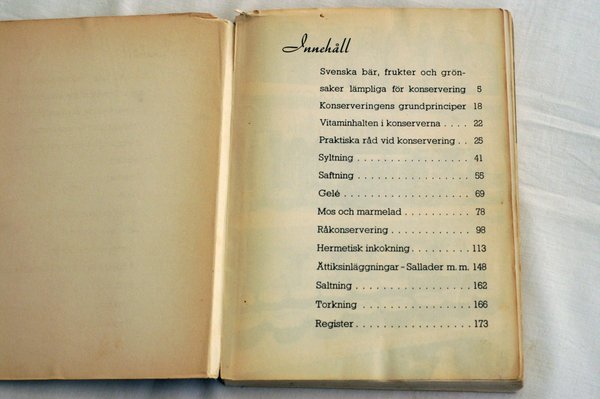 Innehåll
Svenska bär, frukter och grön-
saker lämpliga för konservering 5
Konserveringens grundprinciper 18
Vitaminhalten i konserverna .... 22
Praktiska råd vid konservering .. 25
Syltning .................. 41
Saftning .................. 55
Gelé .................... 69
Mos och marmelad .......... 78
Råkonservering ............. 98
Hermetisk inkokning ......... 113
Ättiksinläggningar - Sallader m.m. 148
Saltning .................. 162
Torkning .................. 166
Register .................. 173